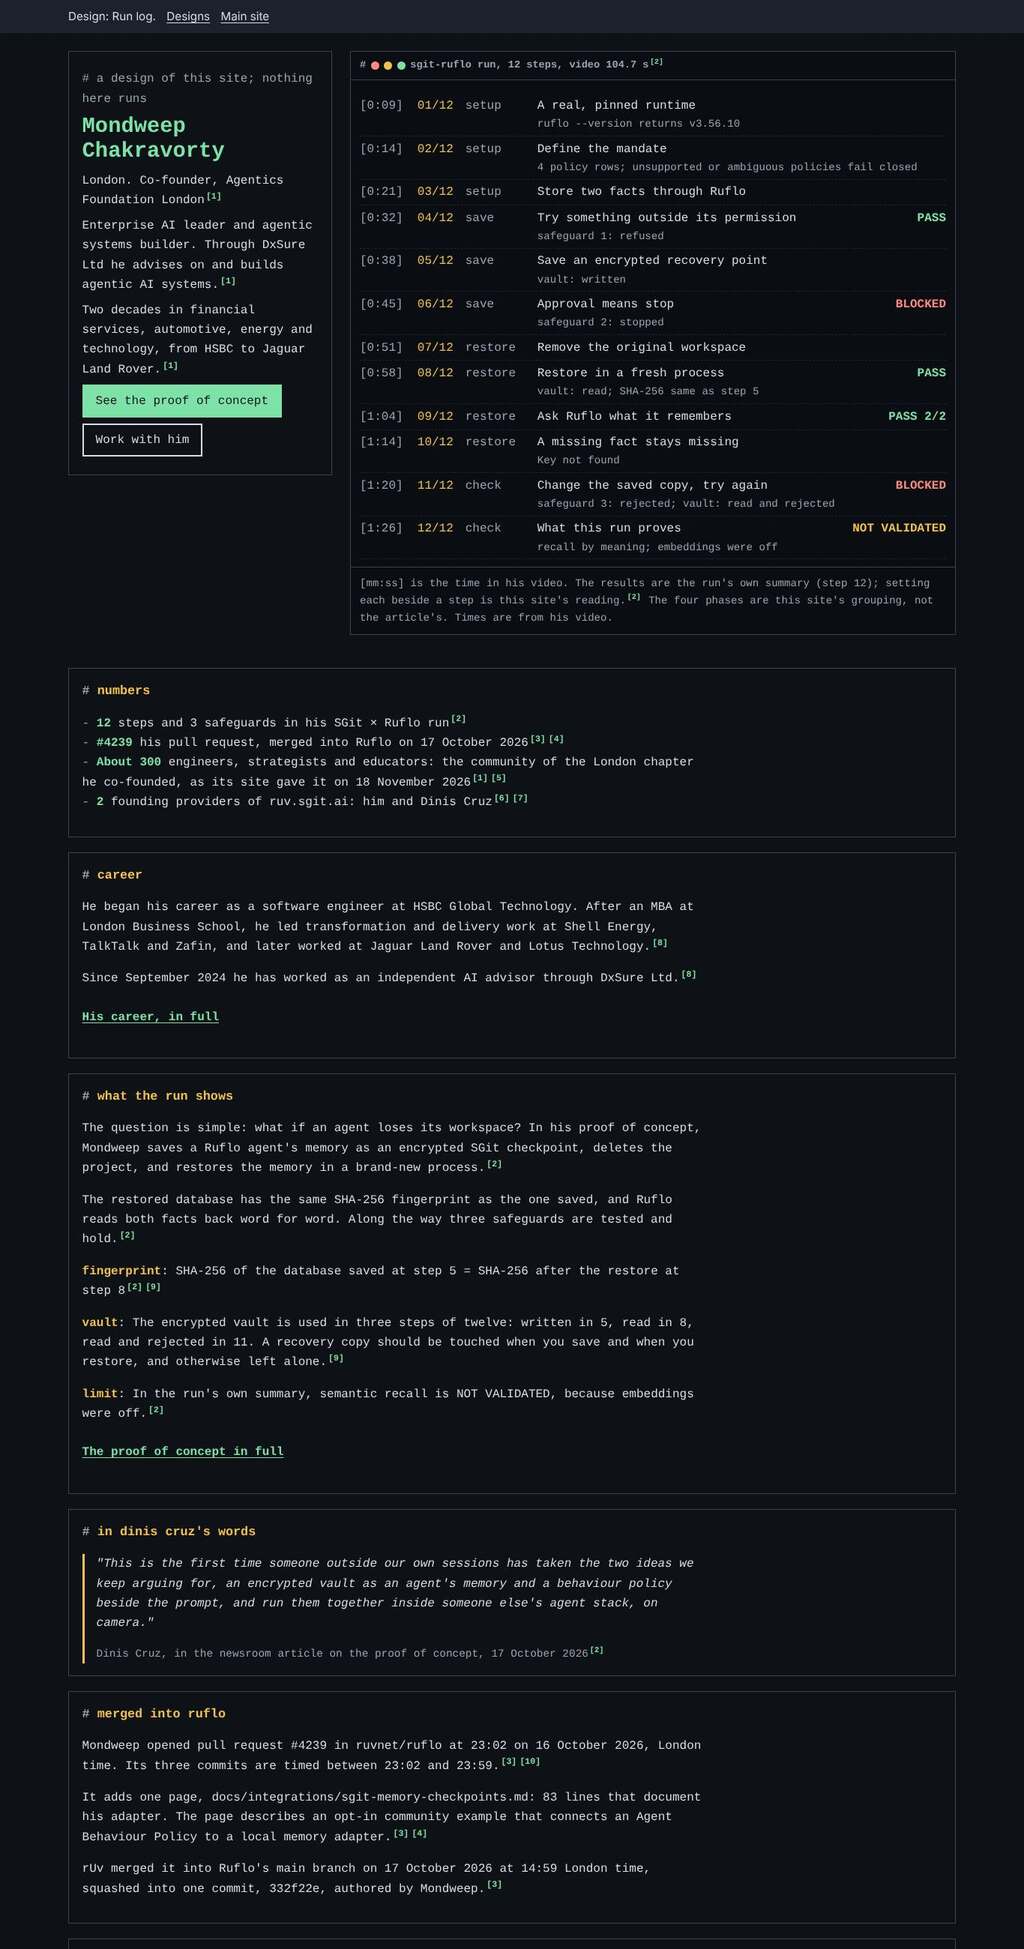 Design: Run log. Designs Main site
# a design of this site; nothing
here runs
Mondweep
Chakravorty
London. Co-founder, Agentics
Foundation London[1]
Enterprise AI leader and agentic
systems builder. Through DxSure
Ltd he advises on and builds
agentic AI systems.[1]
Two decades in financial
services, automotive, energy and
technology, from HSBC to Jaguar
Land Rover.[1]
See the proof of concept
Work with him
# sgit-ruflo run, 12 steps, video 104.7 s[2]
[0:09] 01/12 setup A real, pinned runtime
ruflo --version returns v3.56.10
[0:14] 02/12 setup Define the mandate
4 policy rows; unsupported or ambiguous policies fail closed
[0:21] 03/12 setup Store two facts through Ruflo
[0:32] 04/12 save Try something outside its permission PASS
safeguard 1: refused
[0:38] 05/12 save Save an encrypted recovery point
vault: written
[0:45] 06/12 save Approval means stop BLOCKED
safeguard 2: stopped
[0:51] 07/12 restore Remove the original workspace
[0:58] 08/12 restore Restore in a fresh process PASS
vault: read; SHA-256 same as step 5
[1:04] 09/12 restore Ask Ruflo what it remembers PASS 2/2
[1:14] 10/12 restore A missing fact stays missing
Key not found
[1:20] 11/12 check Change the saved copy, try again BLOCKED
safeguard 3: rejected; vault: read and rejected
[1:26] 12/12 check What this run proves NOT VALIDATED
recall by meaning; embeddings were off
[mm:ss] is the time in his video. The results are the run's own summary (step 12); setting
each beside a step is this site's reading.[2] The four phases are this site's grouping, not
the article's. Times are from his video.
# numbers
- 12 steps and 3 safeguards in his SGit × Ruflo run[2]
- #4239 his pull request, merged into Ruflo on 17 October 2026[3][4]
- About 300 engineers, strategists and educators: the community of the London chapter
he co-founded, as its site gave it on 18 November 2026[1][5]
- 2 founding providers of ruv.sgit.ai: him and Dinis Cruz[6][7]
# career
He began his career as a software engineer at HSBC Global Technology. After an MBA at
London Business School, he led transformation and delivery work at Shell Energy,
TalkTalk and Zafin, and later worked at Jaguar Land Rover and Lotus Technology.[8]
Since September 2024 he has worked as an independent AI advisor through DxSure Ltd.[8]
His career, in full
# what the run shows
The question is simple: what if an agent loses its workspace? In his proof of concept,
Mondweep saves a Ruflo agent's memory as an encrypted SGit checkpoint, deletes the
project, and restores the memory in a brand-new process.[2]
The restored database has the same SHA-256 fingerprint as the one saved, and Ruflo
reads both facts back word for word. Along the way three safeguards are tested and
hold.[2]
fingerprint: SHA-256 of the database saved at step 5 = SHA-256 after the restore at
step 8[2][9]
vault: The encrypted vault is used in three steps of twelve: written in 5, read in 8,
read and rejected in 11. A recovery copy should be touched when you save and when you
restore, and otherwise left alone.[9]
limit: In the run's own summary, semantic recall is NOT VALIDATED, because embeddings
were off.[2]
The proof of concept in full
# in dinis cruz's words
"This is the first time someone outside our own sessions has taken the two ideas we
keep arguing for, an encrypted vault as an agent's memory and a behaviour policy
beside the prompt, and run them together inside someone else's agent stack, on
camera."
Dinis Cruz, in the newsroom article on the proof of concept, 17 October 2026[2]
# merged into ruflo
Mondweep opened pull request #4239 in ruvnet/ruflo at 23:02 on 16 October 2026, London
time. Its three commits are timed between 23:02 and 23:59.[3][10]
It adds one page, docs/integrations/sgit-memory-checkpoints.md: 83 lines that document
his adapter. The page describes an opt-in community example that connects an Agent
Behaviour Policy to a local memory adapter.[3][4]
rUv merged it into Ruflo's main branch on 17 October 2026 at 14:59 London time,
squashed into one commit, 332f22e, authored by Mondweep.[3]